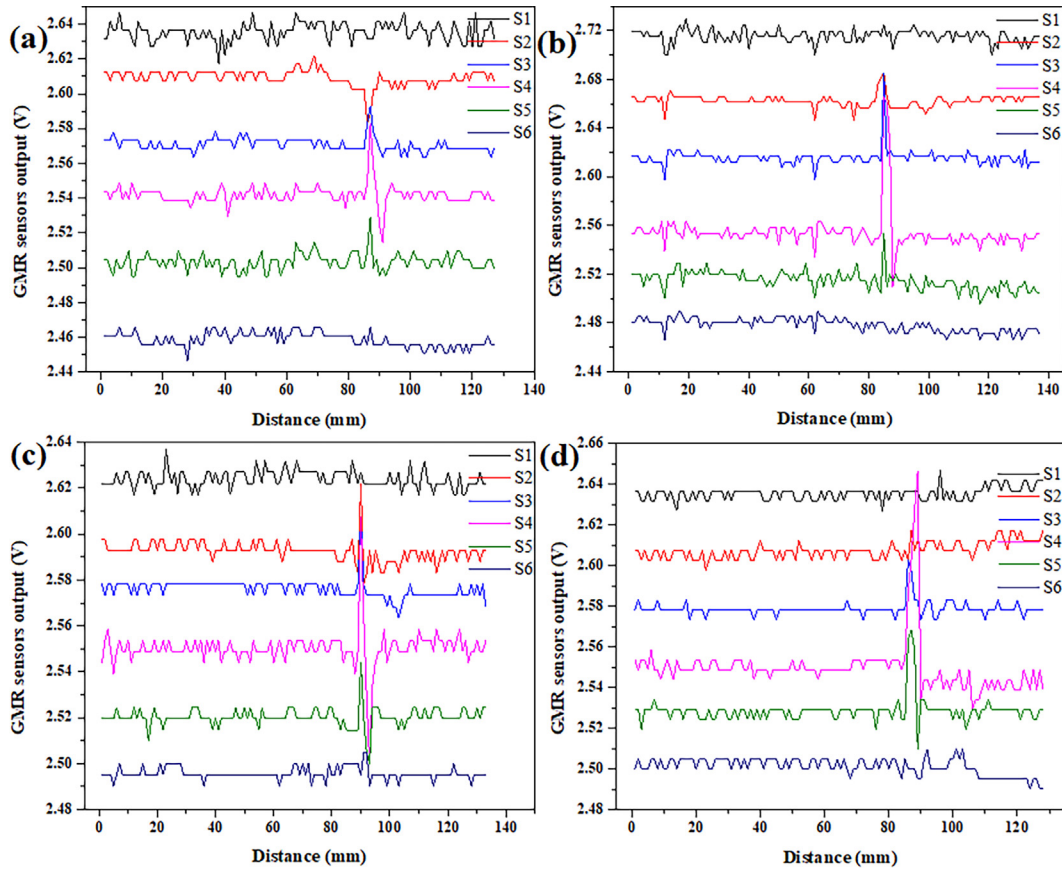 (a)
S1
S2
S3
S4
S5
S6
2.64
2.62
2.60
2.58
2.56
2.54
2.52
2.50
2.48
2.46
2.44
GMR sensors output (V)
0 20 40 60 80 100 120 140
Distance (mm)
(b)
S1
S2
S3
S4
S5
S6
2.72
2.68
2.64
2.60
2.56
2.52
2.48
2.44
GMR sensors output (V)
0 20 40 60 80 100 120 140
Distance (mm)
(c)
S1
S2
S3
S4
S5
S6
2.64
2.62
2.60
2.58
2.56
2.54
2.52
2.50
2.48
GMR sensors output (V)
0 20 40 60 80 100 120 140
Distance (mm)
(d)
S1
S2
S3
S4
S5
S6
2.66
2.64
2.62
2.60
2.58
2.56
2.54
2.52
2.50
2.48
GMR sensors output (V)
0 20 40 60 80 100 120
Distance (mm)